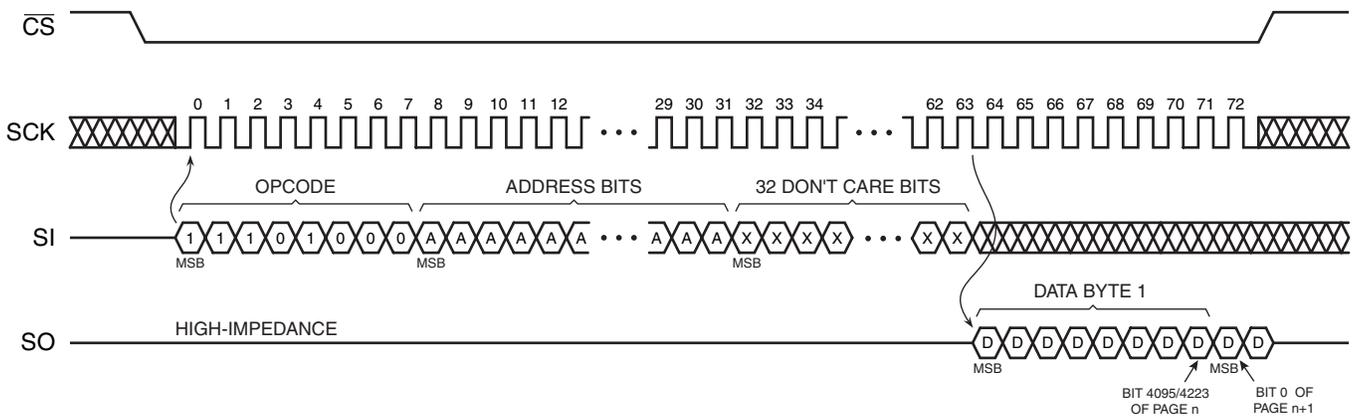 CS
0 1 2 3 4 5 6 7 8 9 10 11 12 29 30 31 32 33 34 62 63 64 65 66 67 68 69 70 71 72
SCK
OPCODE ADDRESS BITS 32 DON'T CARE BITS
SI 1 1 1 0 1 0 0 0 A A A A A A A A A X X X X X X
MSB MSB MSB
DATA BYTE 1
HIGH-IMPEDANCE
SO D D D D D D D D D D
MSB MSB
BIT 4095/4223
OF PAGE n
BIT 0 OF
PAGE n+1